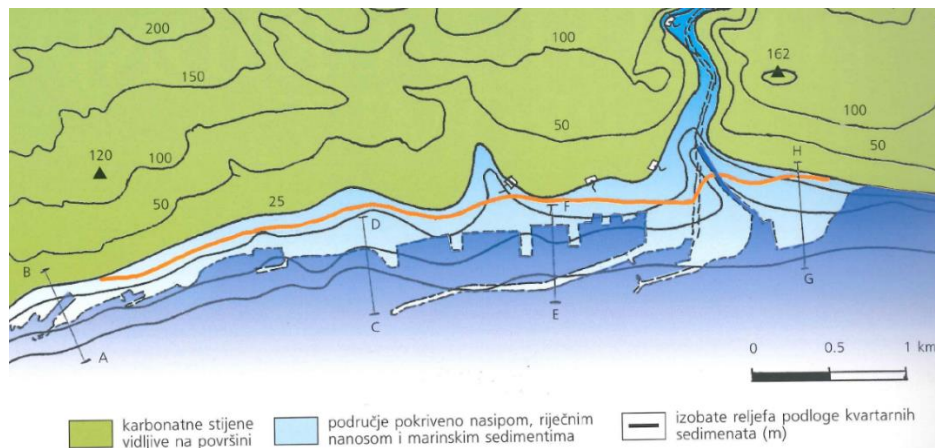 200
162
150
100
50
120
100
H
50
50
25
F
D
B
G
C
E
A
0 0.5 1 km
karbonatne stijene
vidljive na površini
područje pokriveno nasipom, riječnim
nanosom i marinskim sedimentima
izobate reljefa podloge kvartarnih
sedimenata (m)